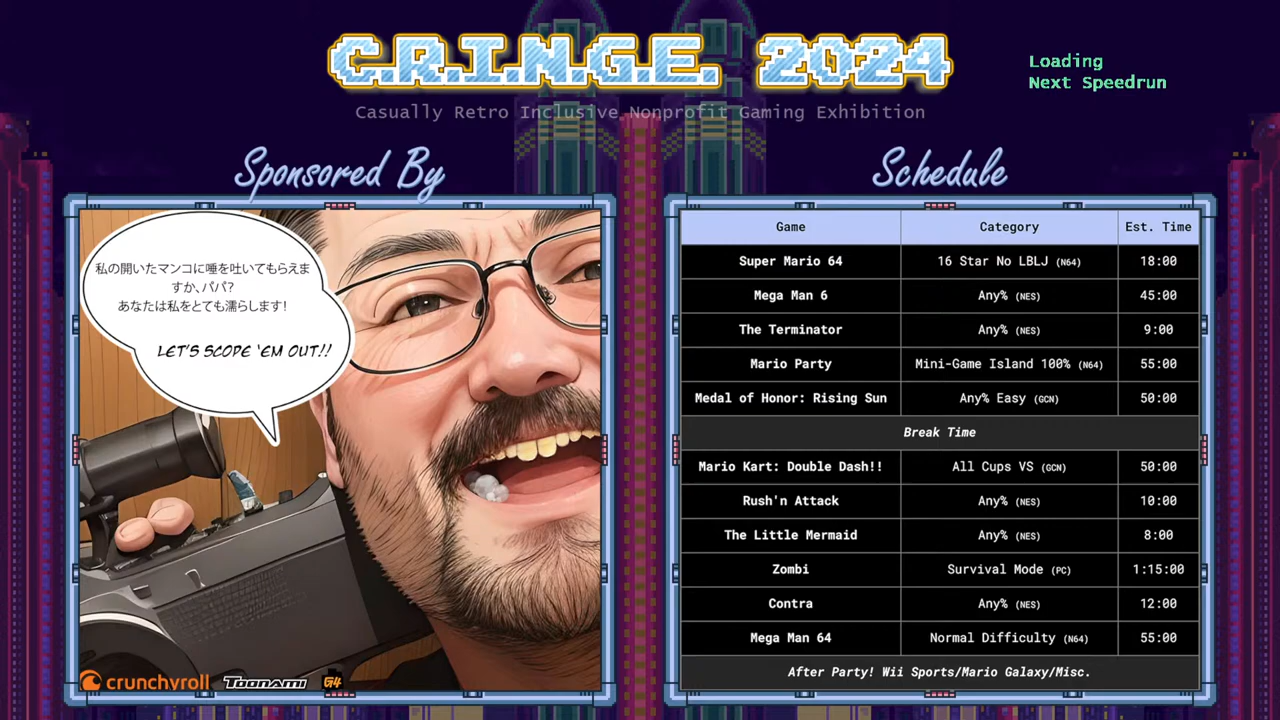 C.R.I.N.G.E. 2024
Casually Retro Inclusive Nonprofit Gaming Exhibition
Loading
Next Speedrun
Sponsored By
私の開いたマンコに唾を吐いてもらえま
すか、パパ?
あなたは私をとても濡らします!
LET'S SCOPE 'EM OUT!!
crunchyroll TOONAMI G4
Schedule
Game Category Est. Time
Super Mario 64 16 Star No LBLJ (N64) 18:00
Mega Man 6 Any% (NES) 45:00
The Terminator Any% (NES) 9:00
Mario Party Mini-Game Island 100% (N64) 55:00
Medal of Honor: Rising Sun Any% Easy (GCN) 50:00
Break Time
Mario Kart: Double Dash!! All Cups VS (GCN) 50:00
Rush'n Attack Any% (NES) 10:00
The Little Mermaid Any% (NES) 8:00
Zombi Survival Mode (PC) 1:15:00
Contra Any% (NES) 12:00
Mega Man 64 Normal Difficulty (N64) 55:00
After Party! Wii Sports/Mario Galaxy/Misc.